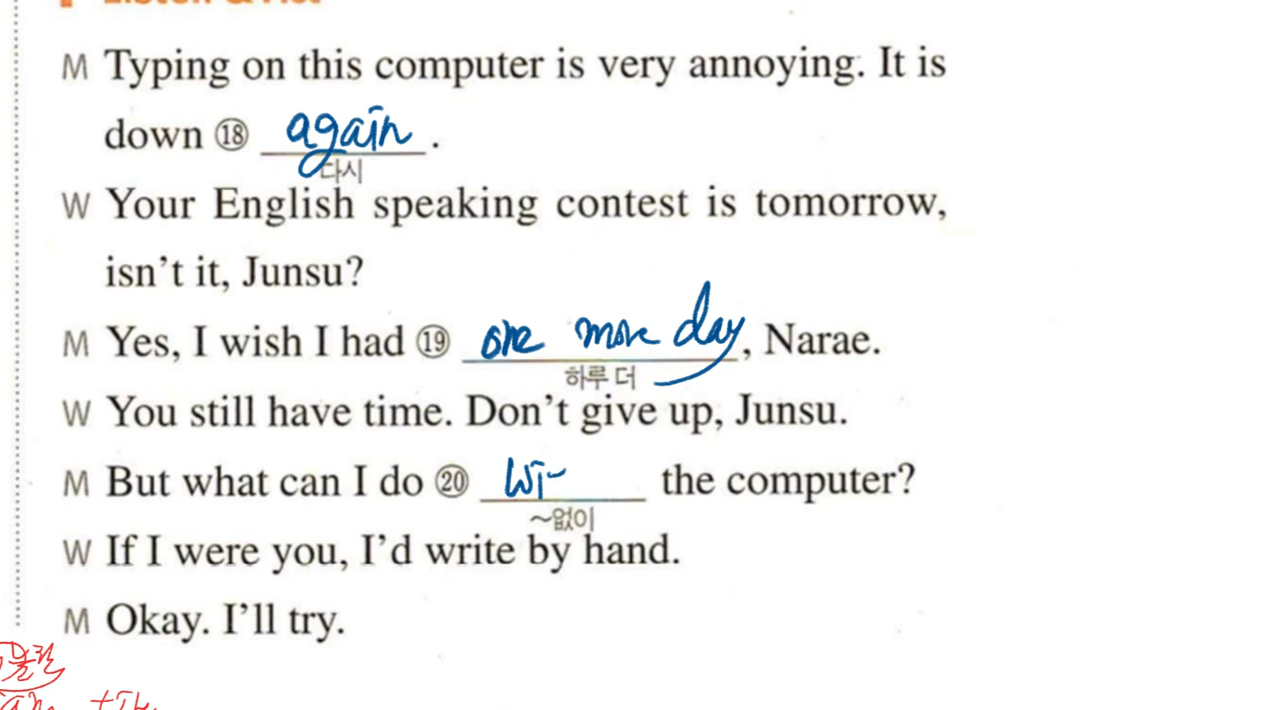 M Typing on this computer is very annoying. It is
down ⑱ again .
다시
W Your English speaking contest is tomorrow,
isn't it, Junsu?
M Yes, I wish I had ⑲ one more day, Narae.
하루 더
W You still have time. Don't give up, Junsu.
M But what can I do ⑳ wi- the computer?
~없이
W If I were you, I'd write by hand.
M Okay. I'll try.